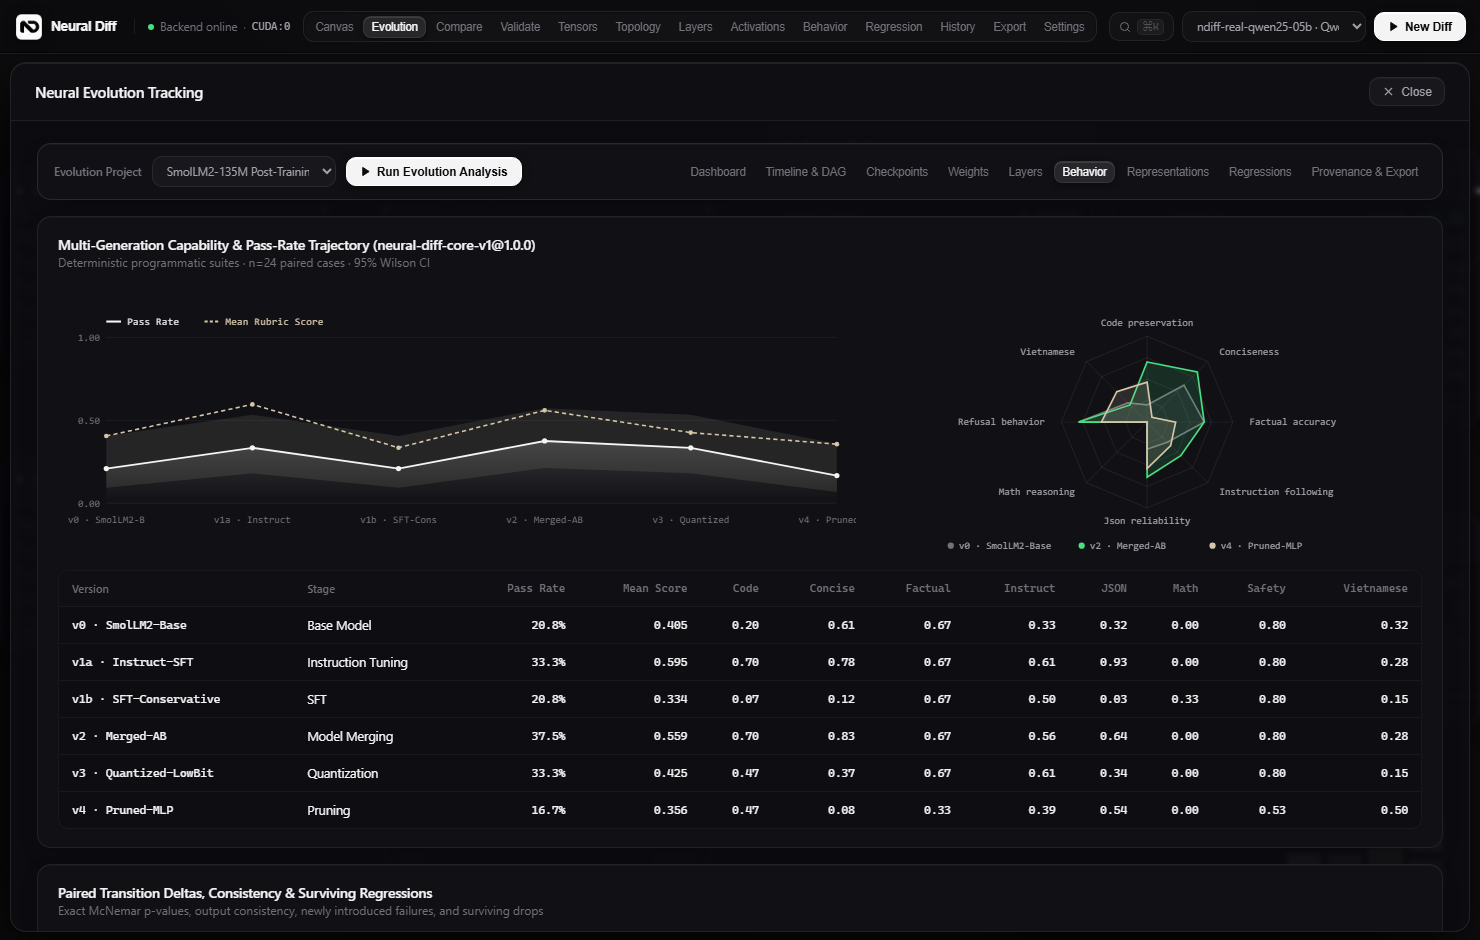 Neural Diff
Backend online · CUDA:0
Canvas Evolution Compare Validate Tensors Topology Layers Activations Behavior Regression History Export Settings
⌘K
ndiff-real-qwen25-05b · Qw
New Diff
Neural Evolution Tracking
Close
Evolution Project
SmolLM2-135M Post-Trainin
Run Evolution Analysis
Dashboard Timeline & DAG Checkpoints Weights Layers Behavior Representations Regressions Provenance & Export
Multi-Generation Capability & Pass-Rate Trajectory (neural-diff-core-v1@1.0.0)
Deterministic programmatic suites · n=24 paired cases · 95% Wilson CI
Pass Rate Mean Rubric Score
1.00
0.50
0.00
v0 · SmolLM2-B v1a · Instruct v1b · SFT-Cons v2 · Merged-AB v3 · Quantized v4 · Prune
Code preservation
Vietnamese Conciseness
Refusal behavior Factual accuracy
Math reasoning Instruction following
Json reliability
v0 · SmolLM2-Base v2 · Merged-AB v4 · Pruned-MLP
Version Stage Pass Rate Mean Score Code Concise Factual Instruct JSON Math Safety Vietnamese
v0 · SmolLM2-Base Base Model 20.8% 0.405 0.20 0.61 0.67 0.33 0.32 0.00 0.80 0.32
v1a · Instruct-SFT Instruction Tuning 33.3% 0.595 0.70 0.78 0.67 0.61 0.93 0.00 0.80 0.28
v1b · SFT-Conservative SFT 20.8% 0.334 0.07 0.12 0.67 0.50 0.03 0.33 0.80 0.15
v2 · Merged-AB Model Merging 37.5% 0.559 0.70 0.83 0.67 0.56 0.64 0.00 0.80 0.28
v3 · Quantized-LowBit Quantization 33.3% 0.425 0.47 0.37 0.67 0.61 0.34 0.00 0.80 0.15
v4 · Pruned-MLP Pruning 16.7% 0.356 0.47 0.08 0.33 0.39 0.54 0.00 0.53 0.50
Paired Transition Deltas, Consistency & Surviving Regressions
Exact McNemar p-values, output consistency, newly introduced failures, and surviving drops